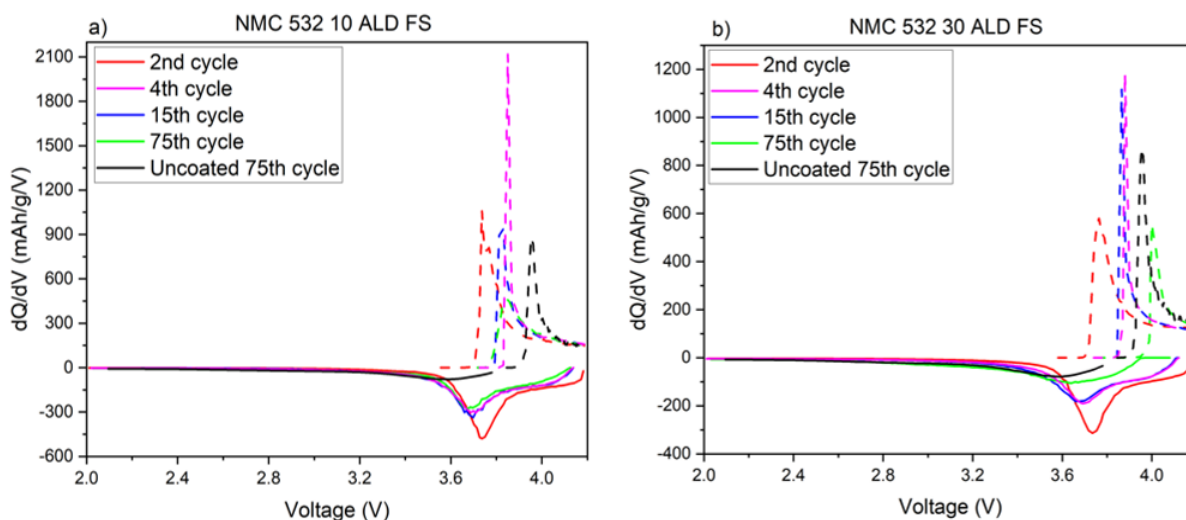 a)
NMC 532 10 ALD FS
2nd cycle
4th cycle
15th cycle
75th cycle
Uncoated 75th cycle
dQ/dV (mAh/g/V)
2100
1800
1500
1200
900
600
300
0
-300
-600
2.0
2.4
2.8
3.2
3.6
4.0
Voltage (V)
b)
NMC 532 30 ALD FS
2nd cycle
4th cycle
15th cycle
75th cycle
Uncoated 75th cycle
dQ/dV (mAh/g/V)
1200
1000
800
600
400
200
0
-200
-400
2.0
2.4
2.8
3.2
3.6
4.0
Voltage (V)